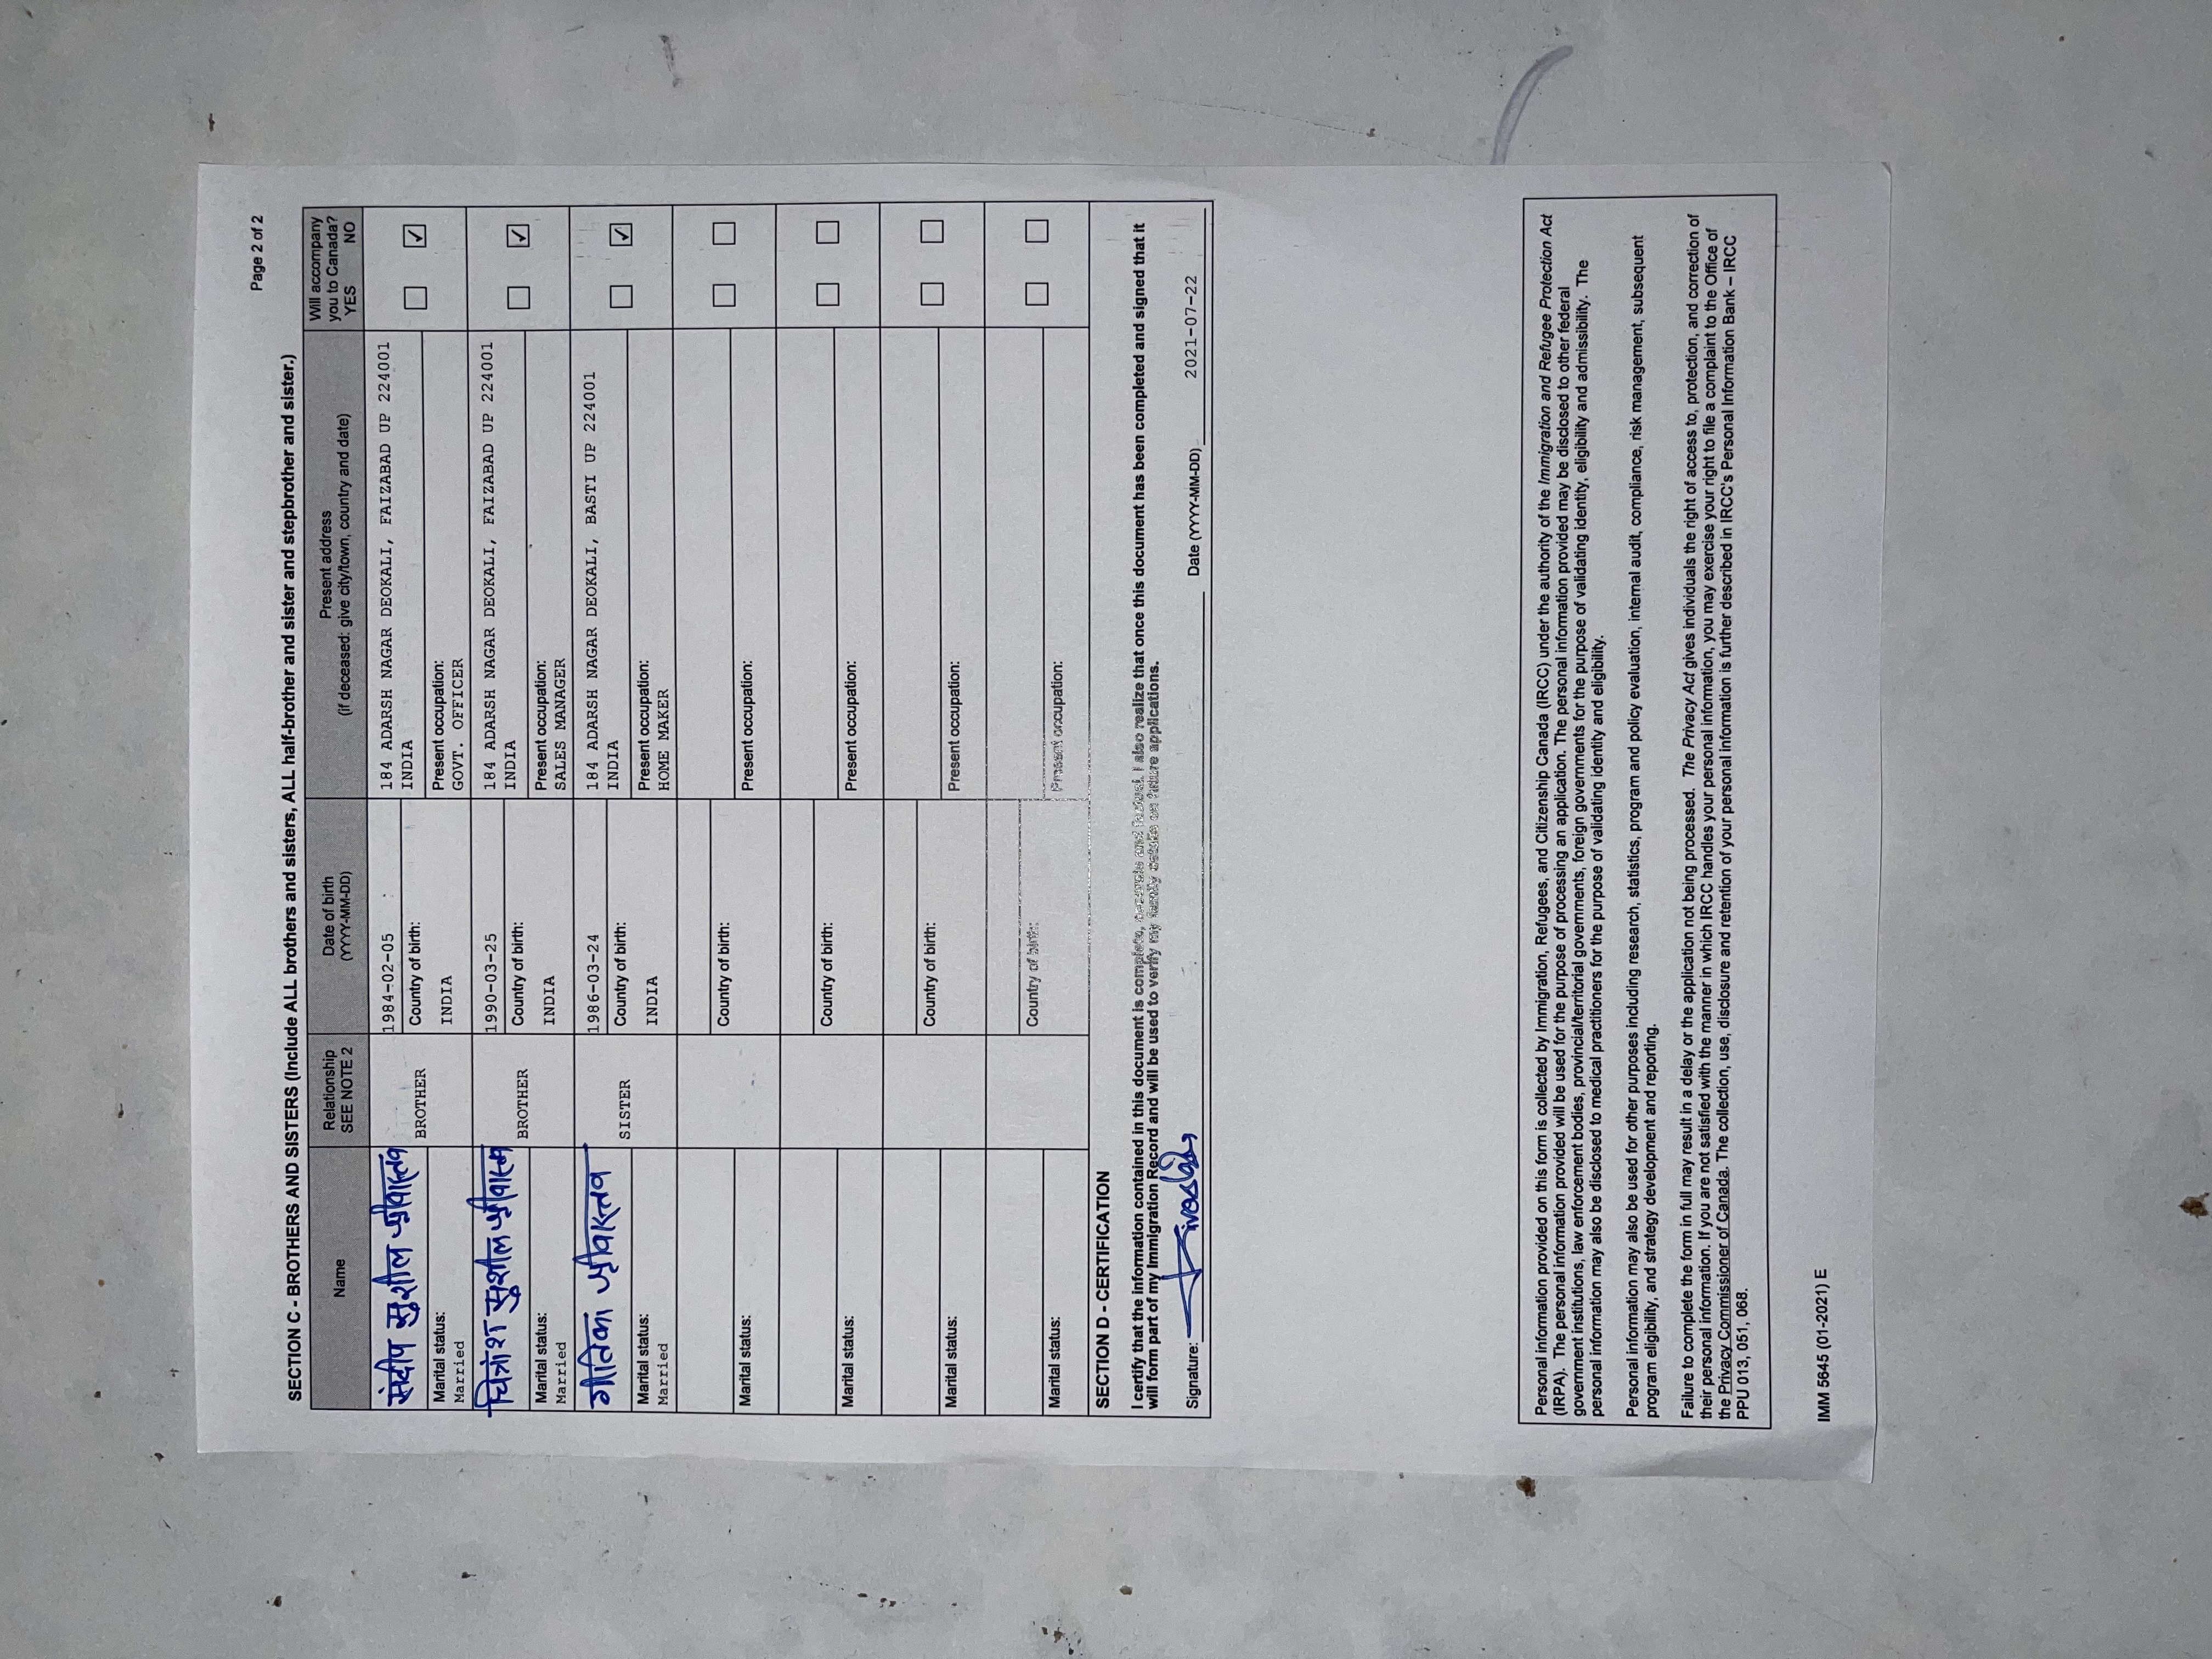 Page 2 of 2
SECTION C - BROTHERS AND SISTERS (Include ALL brothers and sisters, ALL half-brother and sister and stepbrother and sister.)
Name
Relationship
SEE NOTE 2
Date of birth
(YYYY-MM-DD)
Present address
(if deceased: give city/town, country and date)
Will accompany
you to Canada?
YES NO
संदीप सुशील श्रीवास्तव
Marital status:
Married
BROTHER
1984-02-05
Country of birth:
INDIA
184 ADARSH NAGAR DEOKALI, FAIZABAD UP 224001
INDIA
Present occupation:
GOVT. OFFICER
☐ ☑
चित्रांश सुशील श्रीवास्तव
Marital status:
Married
BROTHER
1990-03-25
Country of birth:
INDIA
184 ADARSH NAGAR DEOKALI, FAIZABAD UP 224001
INDIA
Present occupation:
SALES MANAGER
☐ ☑
गीतिका श्रीवास्तव
Marital status:
Married
SISTER
1986-03-24
Country of birth:
INDIA
184 ADARSH NAGAR DEOKALI, BASTI UP 224001
INDIA
Present occupation:
HOME MAKER
☐ ☑
Marital status:
Country of birth:
Present occupation:
☐ ☐
Marital status:
Country of birth:
Present occupation:
☐ ☐
Marital status:
Country of birth:
Present occupation:
☐ ☐
Marital status:
Country of birth:
Present occupation:
☐ ☐
SECTION D - CERTIFICATION
I certify that the information contained in this document is complete, accurate and factual. I also realize that once this document has been completed and signed that it
will form part of my Immigration Record and will be used to verify my family details on future applications.
Signature:
Date (YYYY-MM-DD) 2021-07-22
Personal information provided on this form is collected by Immigration, Refugees, and Citizenship Canada (IRCC) under the authority of the Immigration and Refugee Protection Act
(IRPA). The personal information provided will be used for the purpose of processing an application. The personal information provided may be disclosed to other federal
government institutions, law enforcement bodies, provincial/territorial governments, foreign governments for the purpose of validating identity, eligibility and admissibility. The
personal information may also be disclosed to medical practitioners for the purpose of validating identity and eligibility.
Personal information may also be used for other purposes including research, statistics, program and policy evaluation, internal audit, compliance, risk management, subsequent
program eligibility, and strategy development and reporting.
Failure to complete the form in full may result in a delay or the application not being processed. The Privacy Act gives individuals the right of access to, protection, and correction of
their personal information. If you are not satisfied with the manner in which IRCC handles your personal information, you may exercise your right to file a complaint to the Office of
the Privacy Commissioner of Canada. The collection, use, disclosure and retention of your personal information is further described in IRCC's Personal Information Bank – IRCC
PPU 013, 051, 068.
IMM 5645 (01-2021) E